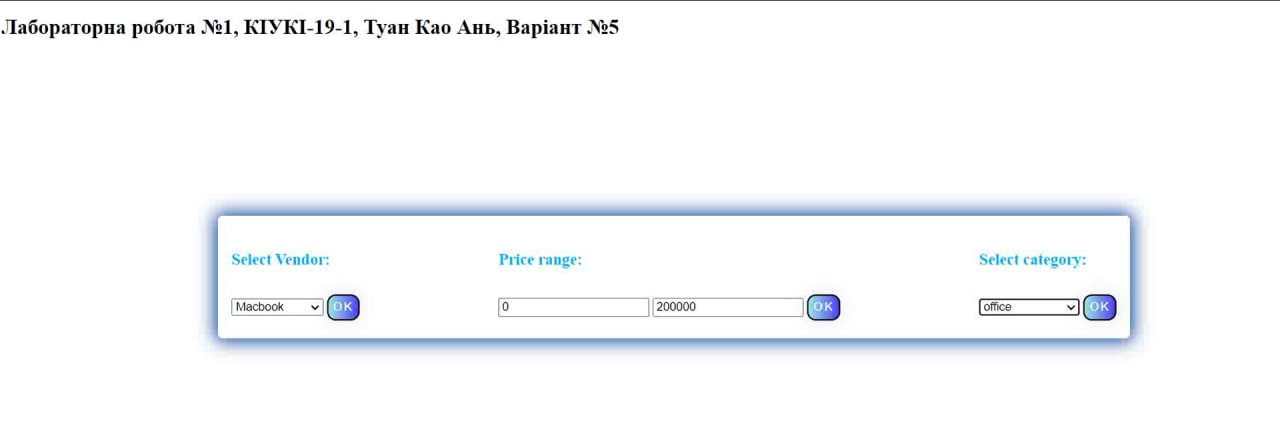 Лабораторна робота №1, КІУКІ-19-1, Туан Као Ань, Варіант №5
Select Vendor:
Price range:
Select category:
Macbook OK
0 200000 OK
office OK